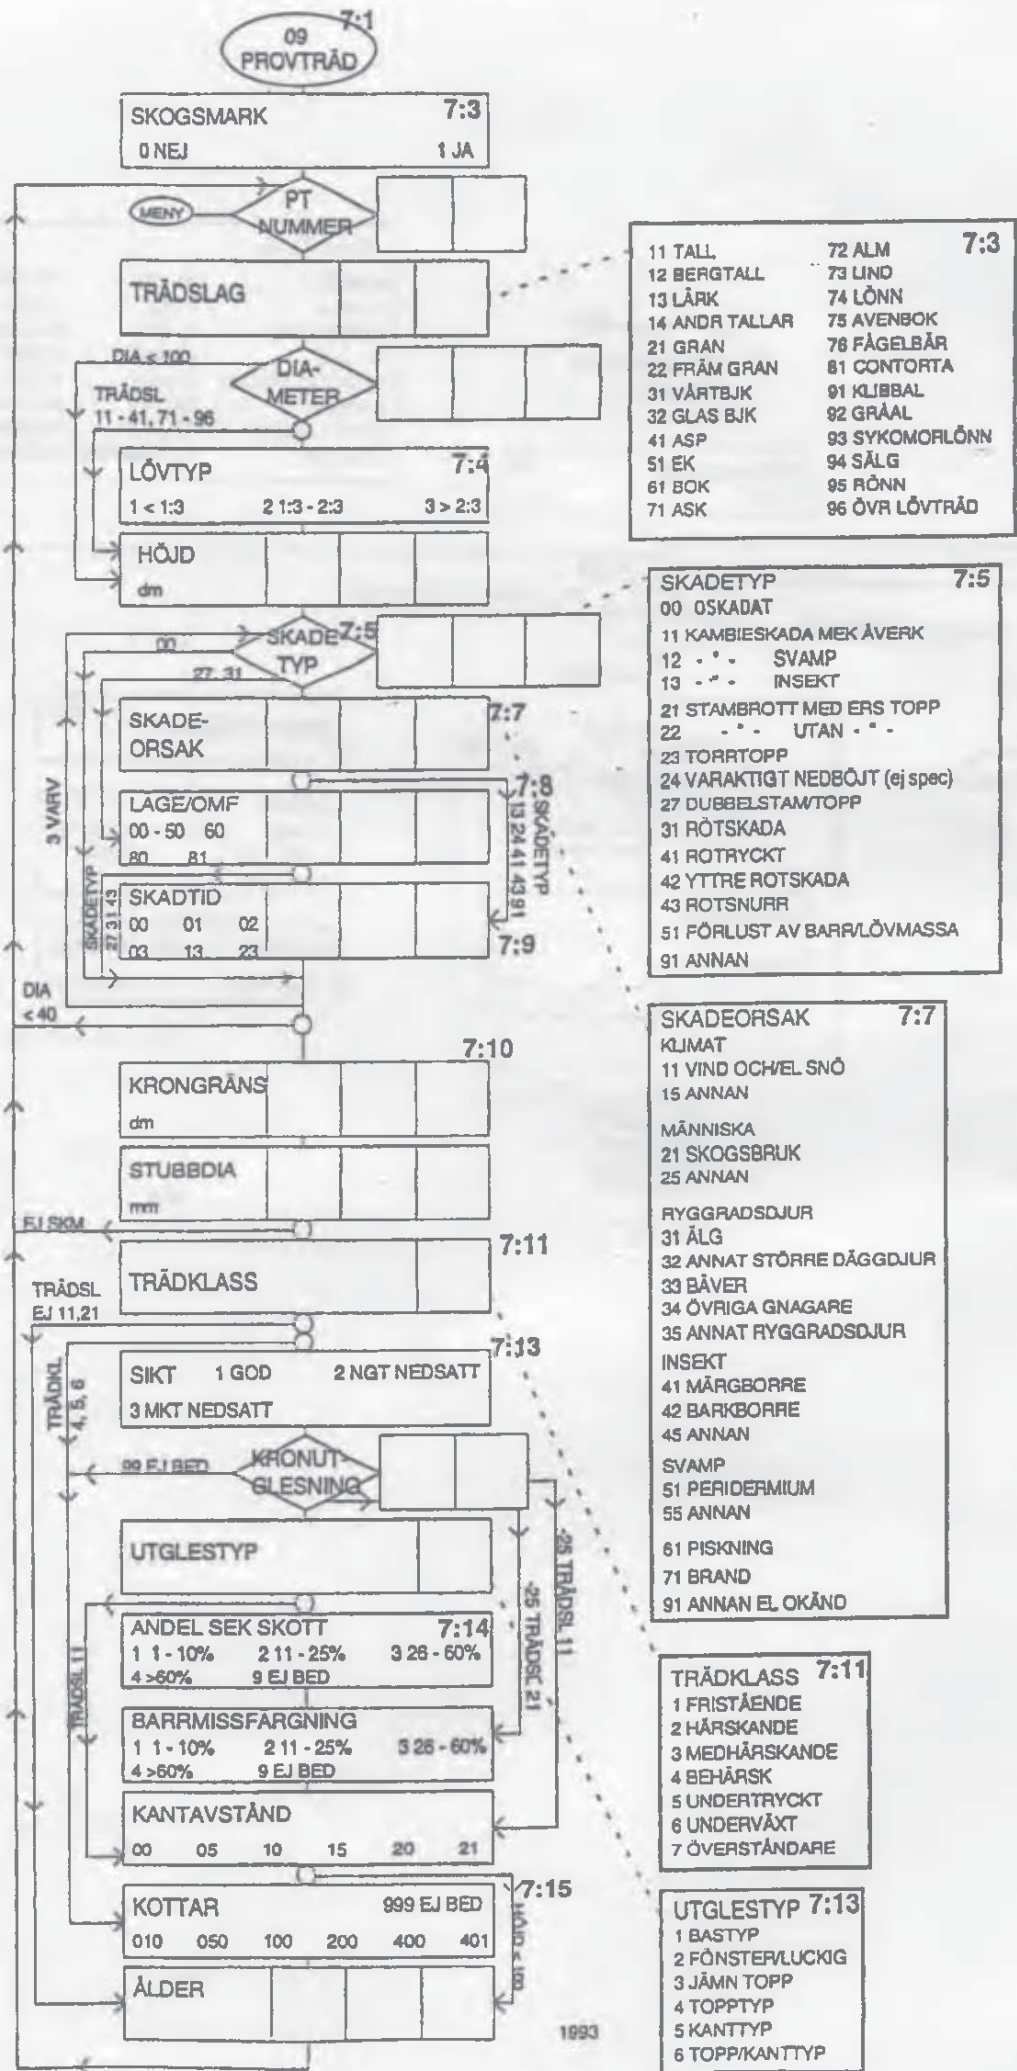 7:1
09
PROVTRÄD
SKOGSMARK 7:3
0 NEJ 1 JA
MENY
PT
NUMMER
TRÄDSLAG
DIA < 100
DIA-
METER
TRÄDSL
11 - 41, 71 - 96
LÖVTYP 7:4
1 < 1:3 2 1:3 - 2:3 3 > 2:3
HÖJD
dm
00
SKADE 7:5
TYP
27, 31
SKADE- 7:7
ORSAK
7:8
LÄGE/OMF
00 - 50 60
80 81
SKADETYP
13 24 41 43 91
3 VARV
SKADETYP
27 31 43
SKADTID
00 01 02
03 13 23
7:9
DIA
< 40
7:10
KRONGRÄNS
dm
STUBBDIA
mm
EJ SKM
7:11
TRÄDKLASS
TRÄDSL
EJ 11,21
7:13
TRÄDKL
4, 5, 6
SIKT 1 GOD 2 NGT NEDSATT
3 MKT NEDSATT
99 EJ BED
KRONUT-
GLESNING
UTGLESTYP
-25 TRÄDSL 11
-25 TRÄDSL 21
TRÄDSL 11
ANDEL SEK SKOTT 7:14
1 1 - 10% 2 11 - 25% 3 26 - 60%
4 >60% 9 EJ BED
BARRMISSFÄRGNING
1 1 - 10% 2 11 - 25% 3 26 - 60%
4 >60% 9 EJ BED
KANTAVSTÅND
00 05 10 15 20 21
7:15
KOTTAR 999 EJ BED
010 050 100 200 400 401
HÖJD < 100
ÅLDER
1993
7:3
11 TALL 72 ALM
12 BERGTALL 73 LIND
13 LÄRK 74 LÖNN
14 ANDR TALLAR 75 AVENBOK
21 GRAN 76 FÅGELBÄR
22 FRÄM GRAN 81 CONTORTA
31 VÅRTBJK 91 KLIBBAL
32 GLAS BJK 92 GRÅAL
41 ASP 93 SYKOMORLÖNN
51 EK 94 SÄLG
61 BOK 95 RÖNN
71 ASK 96 ÖVR LÖVTRÄD
SKADETYP 7:5
00 OSKADAT
11 KAMBIESKADA MEK ÅVERK
12 - " - SVAMP
13 - " - INSEKT
21 STAMBROTT MED ERS TOPP
22 - " - UTAN - " -
23 TORRTOPP
24 VARAKTIGT NEDBÖJT (ej spec)
27 DUBBELSTAM/TOPP
31 RÖTSKADA
41 ROTRYCKT
42 YTTRE ROTSKADA
43 ROTSNURR
51 FÖRLUST AV BARR/LÖVMASSA
91 ANNAN
SKADEORSAK 7:7
KLIMAT
11 VIND OCH/EL SNÖ
15 ANNAN
MÄNNISKA
21 SKOGSBRUK
25 ANNAN
RYGGRADSDJUR
31 ÄLG
32 ANNAT STÖRRE DÄGGDJUR
33 BÄVER
34 ÖVRIGA GNAGARE
35 ANNAT RYGGRADSDJUR
INSEKT
41 MÄRGBORRE
42 BARKBORRE
45 ANNAN
SVAMP
51 PERIDERMIUM
55 ANNAN
61 PISKNING
71 BRAND
91 ANNAN EL OKÄND
TRÄDKLASS 7:11
1 FRISTÅENDE
2 HÄRSKANDE
3 MEDHÄRSKANDE
4 BEHÄRSK
5 UNDERTRYCKT
6 UNDERVÄXT
7 ÖVERSTÅNDARE
UTGLESTYP 7:13
1 BASTYP
2 FÖNSTER/LUCKIG
3 JÄMN TOPP
4 TOPPTYP
5 KANTTYP
6 TOPP/KANTTYP